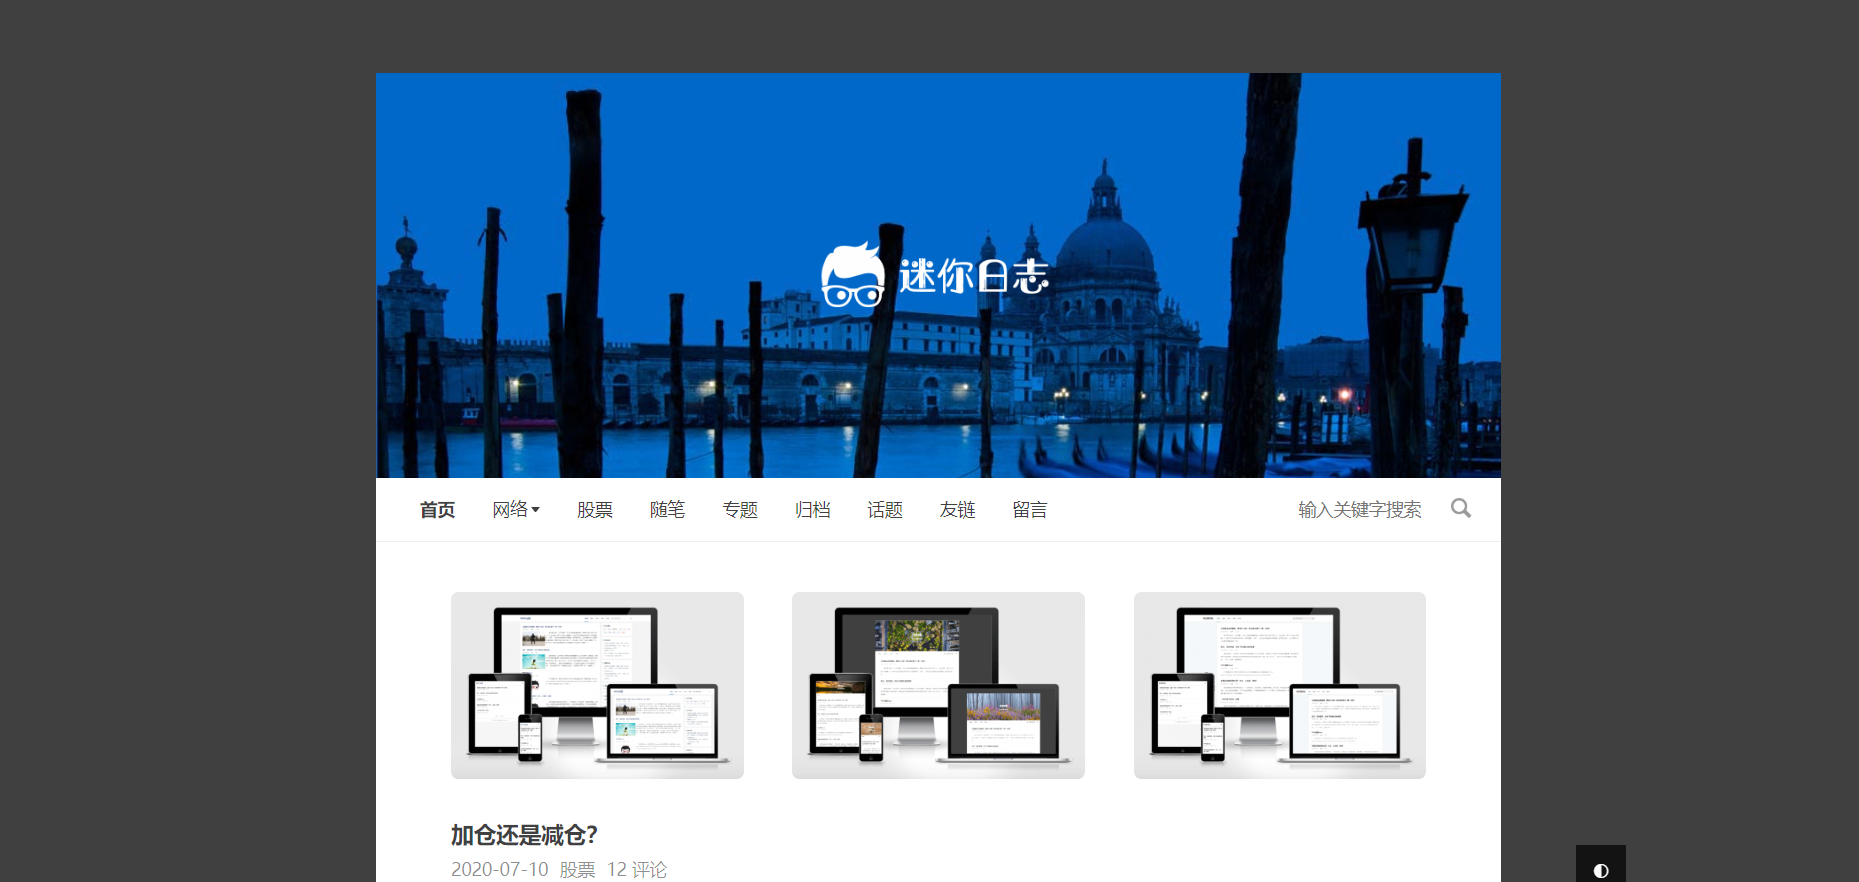 迷你日志
首页 网络 股票 随笔 专题 归档 话题 友链 留言 输入关键字搜索
加仓还是减仓？
2020-07-10 股票 12 评论